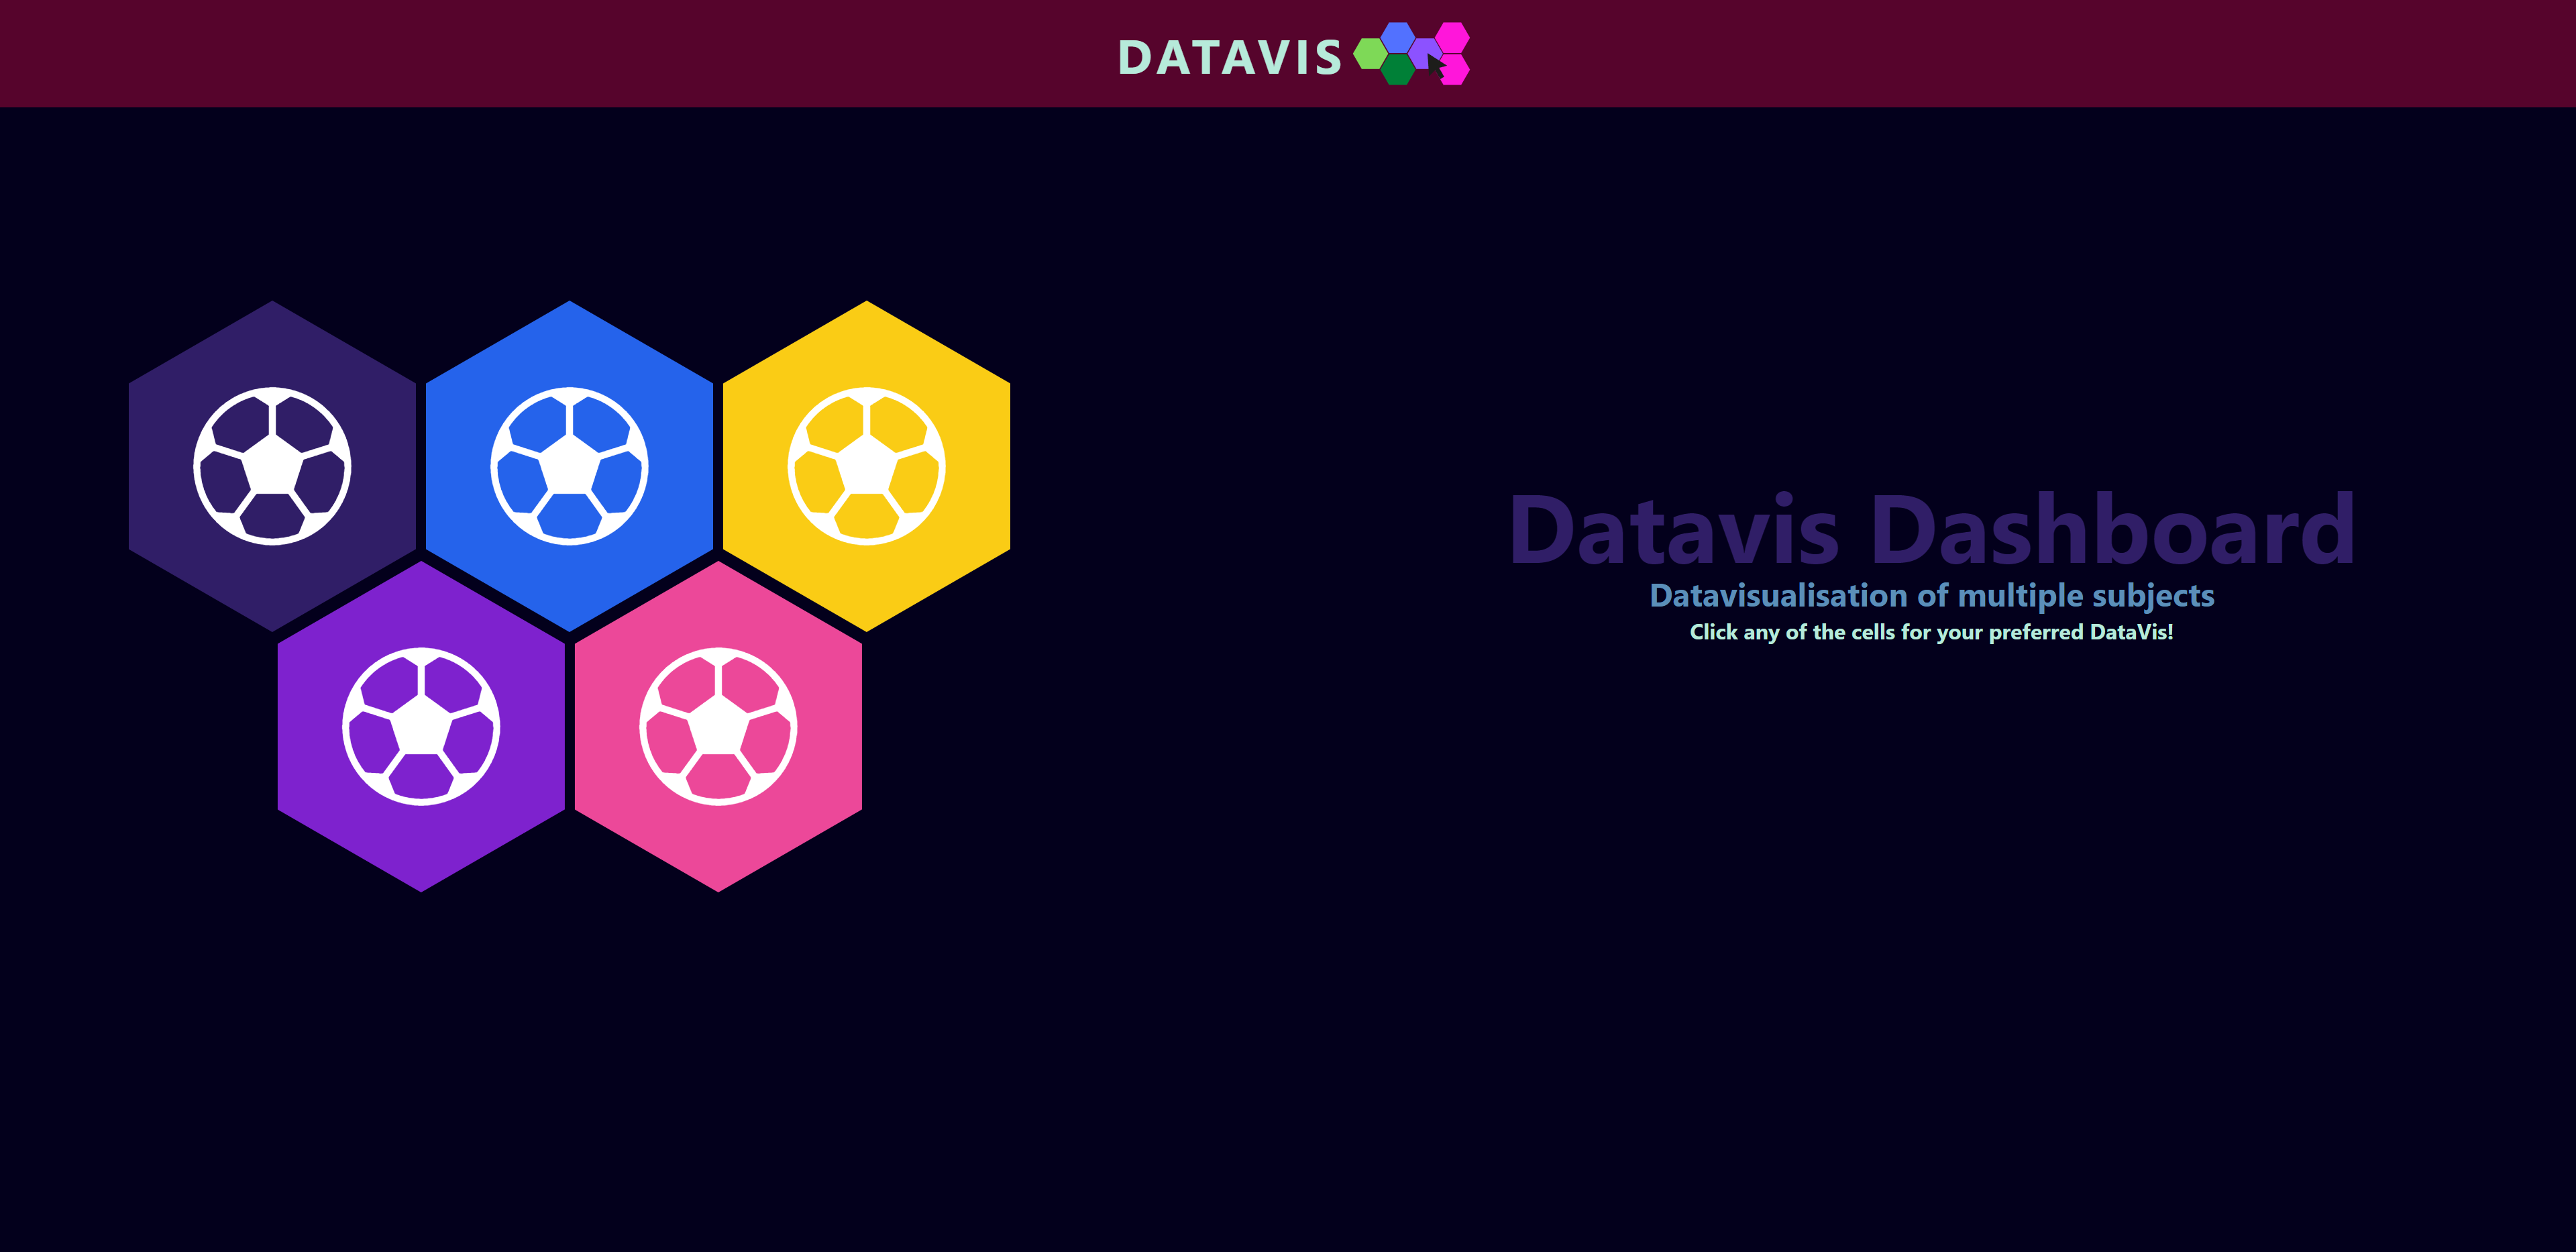 DATAVIS
Datavis Dashboard
Datavisualisation of multiple subjects
Click any of the cells for your preferred DataVis!